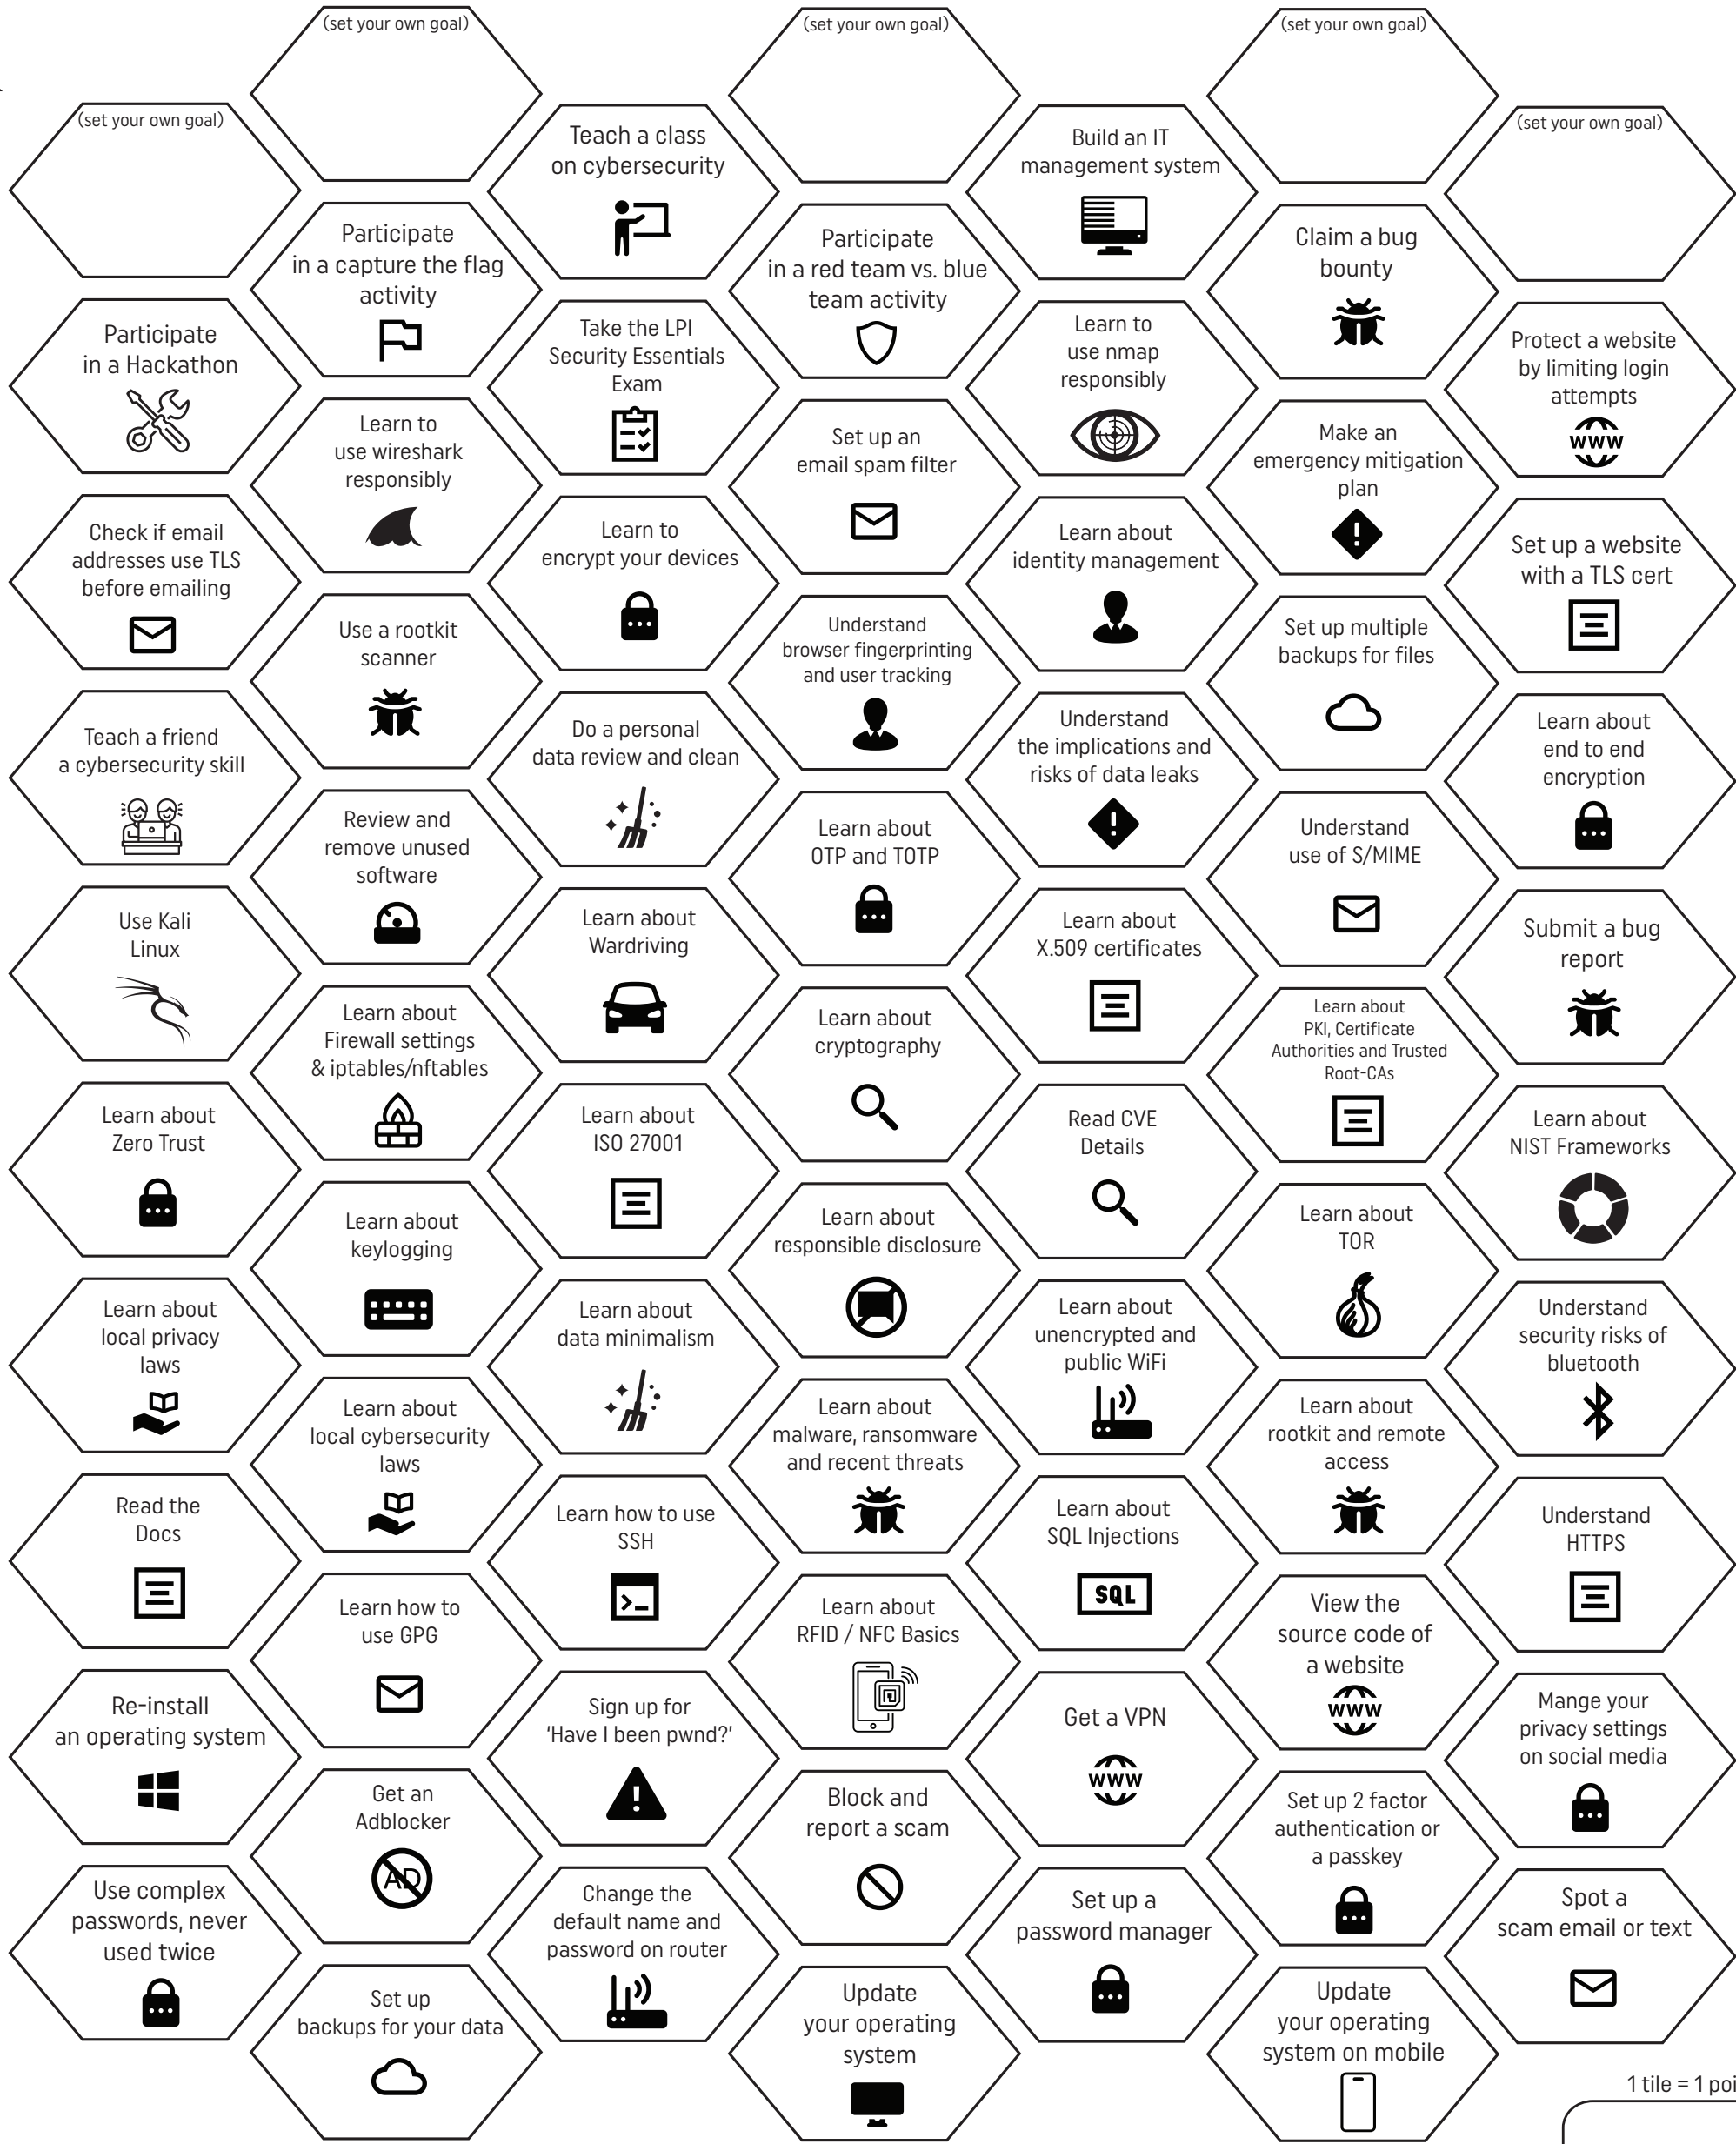 (set your own goal)
(set your own goal)
(set your own goal)
(set your own goal)
Teach a class
on cybersecurity
Build an IT
management system
(set your own goal)
Participate
in a capture the flag
activity
Participate
in a red team vs. blue
team activity
Claim a bug
bounty
Participate
in a Hackathon
Take the LPI
Security Essentials
Exam
Learn to
use nmap
responsibly
Protect a website
by limiting login
attempts
WWW
Learn to
use wireshark
responsibly
Set up an
email spam filter
Make an
emergency mitigation
plan
Check if email
addresses use TLS
before emailing
Learn to
encrypt your devices
Learn about
identity management
Set up a website
with a TLS cert
Use a rootkit
scanner
Understand
browser fingerprinting
and user tracking
Set up multiple
backups for files
Teach a friend
a cybersecurity skill
Do a personal
data review and clean
Understand
the implications and
risks of data leaks
Learn about
end to end
encryption
Review and
remove unused
software
Learn about
OTP and TOTP
Understand
use of S/MIME
Use Kali
Linux
Learn about
Wardriving
Learn about
X.509 certificates
Submit a bug
report
Learn about
Firewall settings
& iptables/nftables
Learn about
cryptography
Learn about
PKI, Certificate
Authorities and Trusted
Root-CAs
Learn about
Zero Trust
Learn about
ISO 27001
Read CVE
Details
Learn about
NIST Frameworks
Learn about
keylogging
Learn about
responsible disclosure
Learn about
TOR
Learn about
local privacy
laws
Learn about
data minimalism
Learn about
unencrypted and
public WiFi
Understand
security risks of
bluetooth
Learn about
local cybersecurity
laws
Learn about
malware, ransomware
and recent threats
Learn about
rootkit and remote
access
Read the
Docs
Learn how to use
SSH
Learn about
SQL Injections
SQL
Understand
HTTPS
Learn how to
use GPG
Learn about
RFID / NFC Basics
View the
source code of
a website
WWW
Re-install
an operating system
Sign up for
'Have I been pwnd?'
Get a VPN
WWW
Mange your
privacy settings
on social media
Get an
Adblocker
AD
Block and
report a scam
Set up 2 factor
authentication or
a passkey
Use complex
passwords, never
used twice
Change the
default name and
password on router
Set up a
password manager
Spot a
scam email or text
Set up
backups for your data
Update
your operating
system
Update
your operating
system on mobile
1 tile = 1 poi